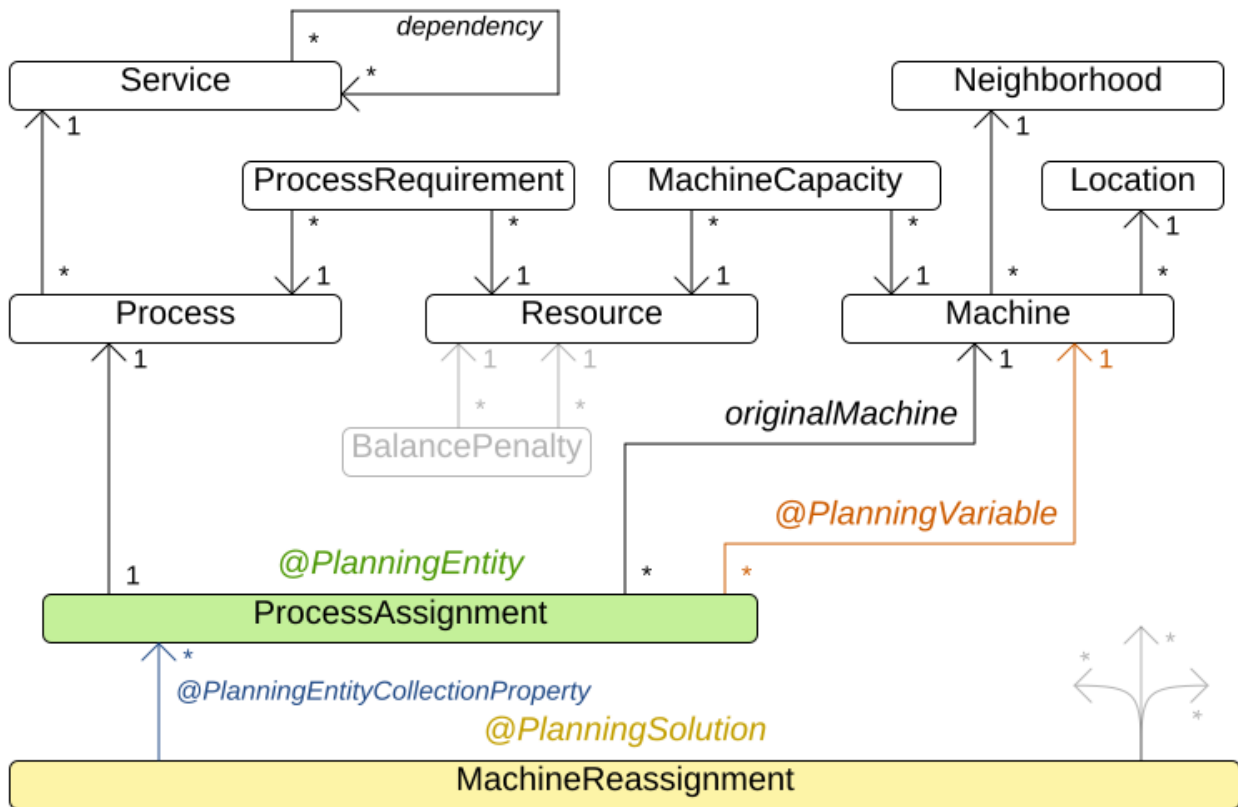 * dependency
Service * Neighborhood
1 1
ProcessRequirement MachineCapacity Location
* * * * 1
* 1 1 1 1 * *
Process Resource Machine
1 1 1 1 1
* *
originalMachine
BalancePenalty
@PlanningVariable
@PlanningEntity
1 * *
ProcessAssignment
*
* *
@PlanningEntityCollectionProperty
*
@PlanningSolution
MachineReassignment